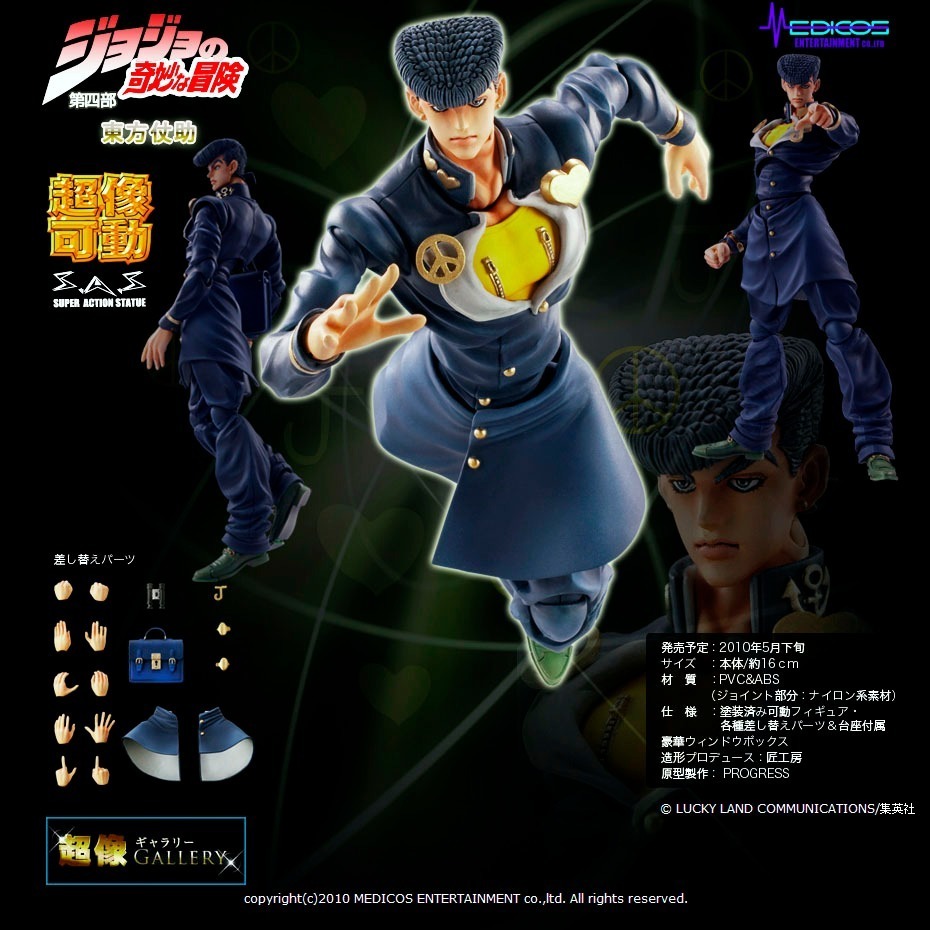 ジョジョの
奇妙な冒険
第四部
東方仗助
MEDICOS
ENTERTAINMENT co.,LTD
超像
可動
S.A.S
SUPER ACTION STATUE
差し替えパーツ
J
発売予定：2010年5月下旬
サイズ　：本体/約16cm
材　質　：PVC&ABS
（ジョイント部分：ナイロン系素材）
仕　様　：塗装済み可動フィギュア・
各種差し替えパーツ＆台座付属
豪華ウィンドウボックス
造形プロデュース：匠工房
原型製作： PROGRESS
© LUCKY LAND COMMUNICATIONS/集英社
超像 ギャラリー
GALLERY
copyright(c)2010 MEDICOS ENTERTAINMENT co.,ltd. All rights reserved.